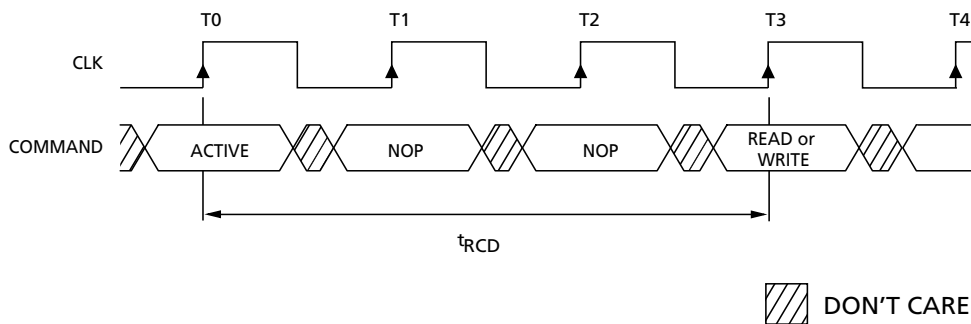 T0 T1 T2 T3 T4
CLK
COMMAND ACTIVE NOP NOP READ or
WRITE
tRCD
DON'T CARE